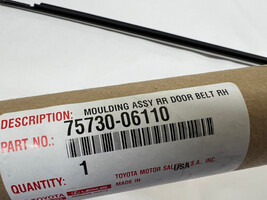 DESCRIPTION: MOULDING ASSY RR DOOR BELT RH
PART NO.: 75730-06110
QUANTITY: 1
TOYOTA MOTOR SALES, U.S.A., INC.
MADE IN USA